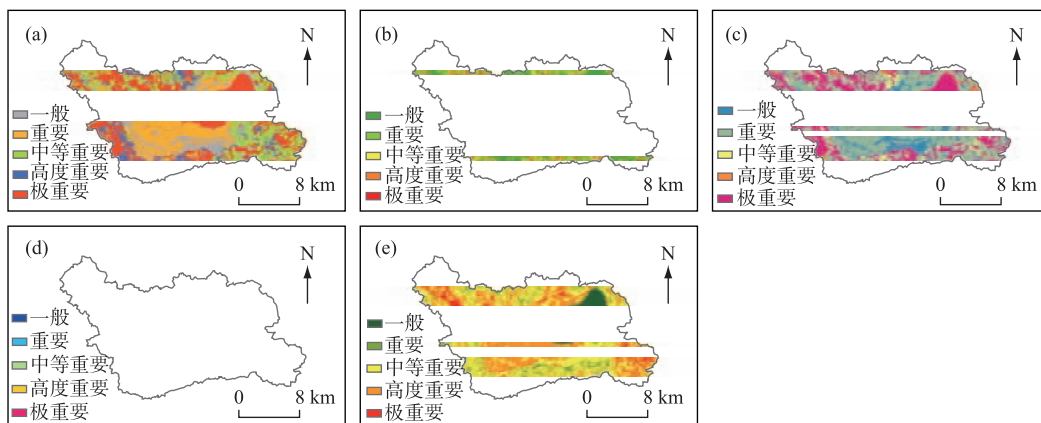 (a)
N
一般
重要
中等重要
高度重要
极重要
0 8 km
(b)
N
一般
重要
中等重要
高度重要
极重要
0 8 km
(c)
N
一般
重要
中等重要
高度重要
极重要
0 8 km
(d)
N
一般
重要
中等重要
高度重要
极重要
0 8 km
(e)
N
一般
重要
中等重要
高度重要
极重要
0 8 km